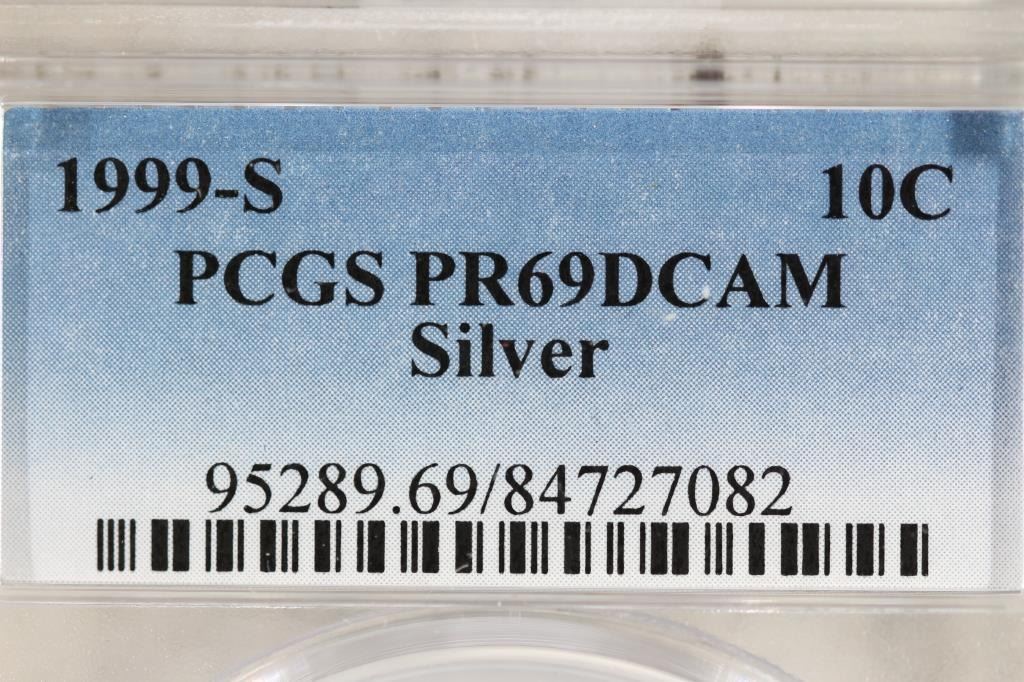 1999-S 10C
PCGS PR69DCAM
Silver
95289.69/84727082